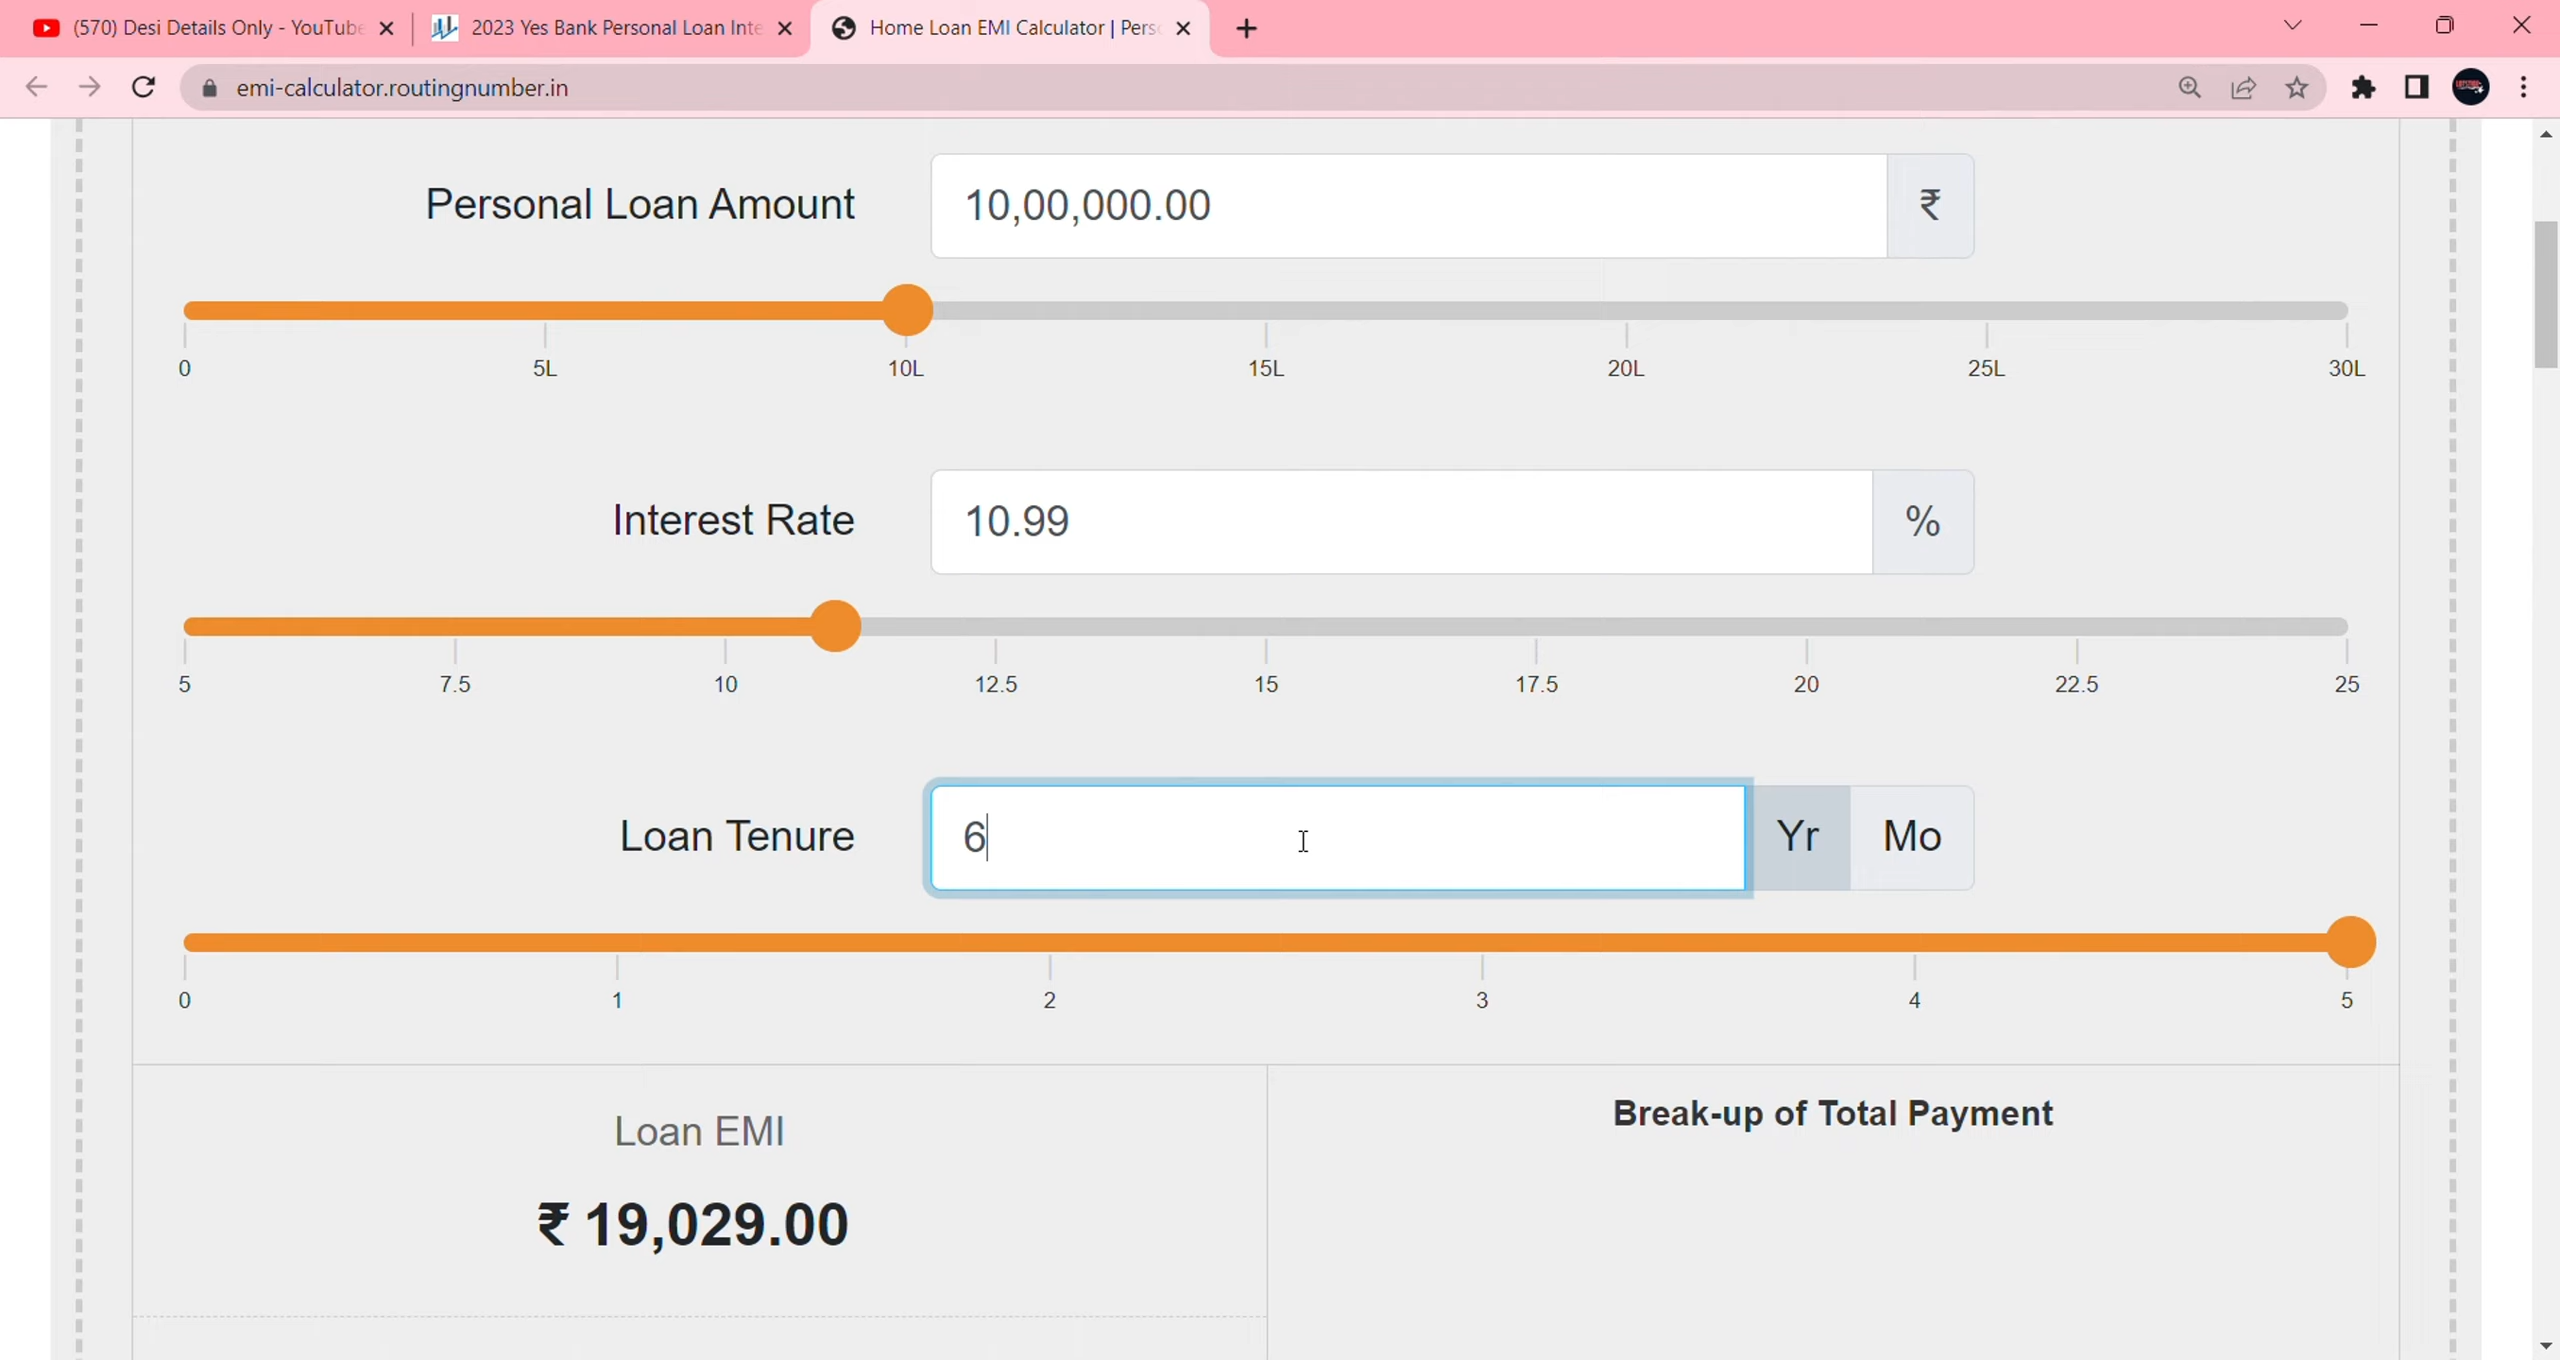 (570) Desi Details Only - YouTube
2023 Yes Bank Personal Loan Inte
Home Loan EMI Calculator | Pers
emi-calculator.routingnumber.in
Personal Loan Amount
10,00,000.00
₹
0
5L
10L
15L
20L
25L
30L
Interest Rate
10.99
%
5
7.5
10
12.5
15
17.5
20
22.5
25
Loan Tenure
6
Yr
Mo
0
1
2
3
4
5
Loan EMI
₹ 19,029.00
Break-up of Total Payment